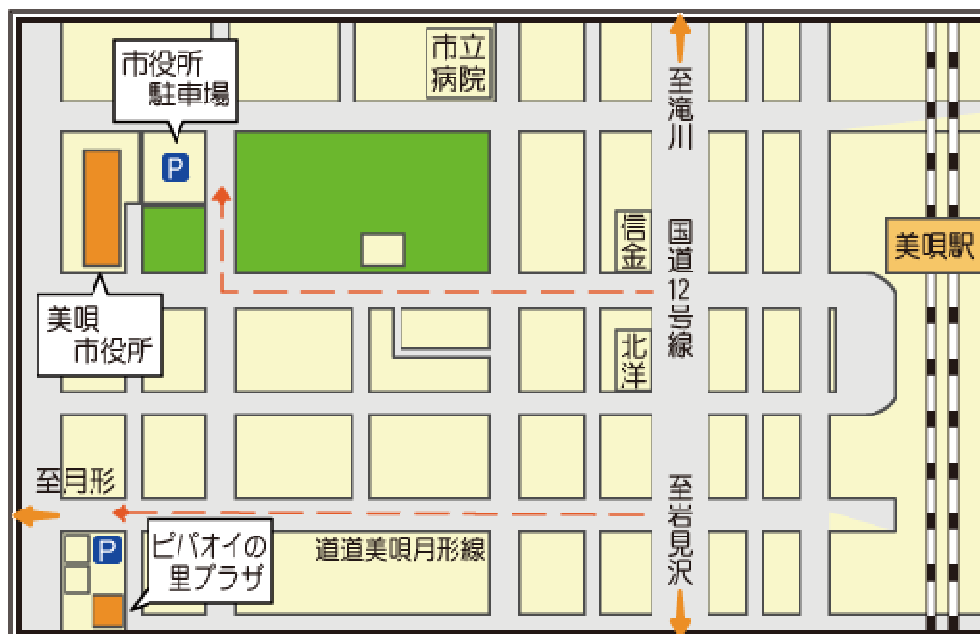 市立
病院
市役所
駐車場
P
至滝川
信金
国道12号線
美唄駅
美唄
市役所
北洋
至月形
至岩見沢
P
ピパオイの
里プラザ
道道美唄月形線